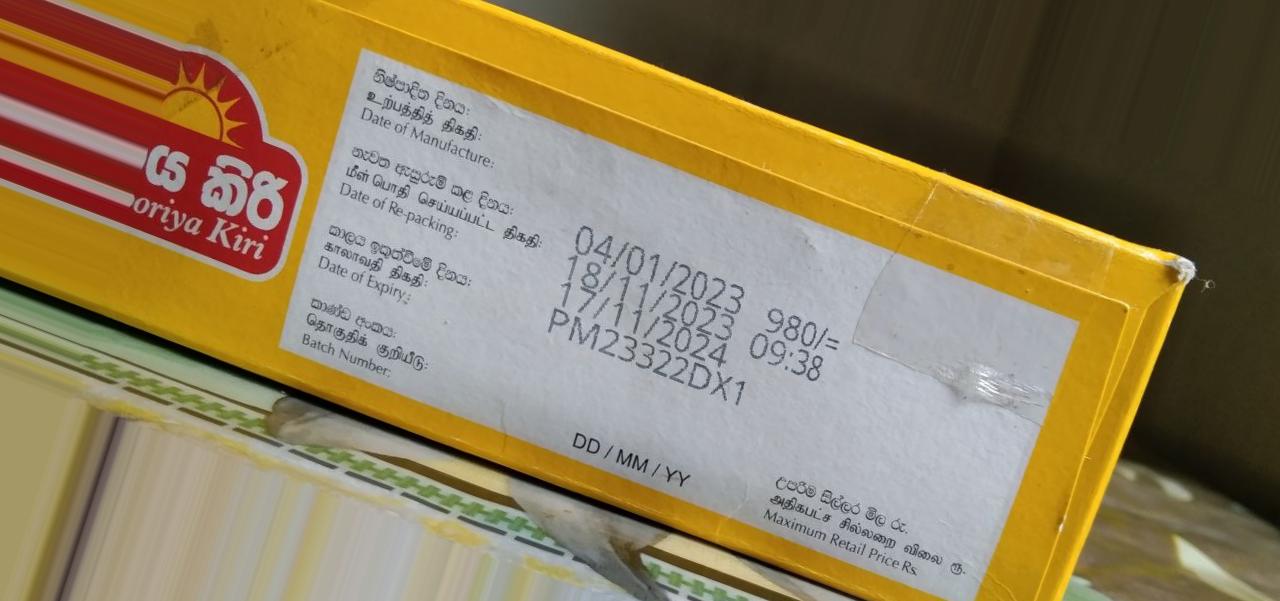 ය කිරි
oriya Kiri
නිෂ්පාදිත දිනය:
உற்பத்தித் திகதி:
Date of Manufacture:
නැවත ඇසුරුම් කළ දිනය:
மீள் பொதி செய்யப்பட்ட திகதி:
Date of Re-packing:
කාලය ඉකුත්වීමේ දිනය:
காலாவதி திகதி:
Date of Expiry:
කාණ්ඩ අංකය:
தொகுதிக் குறியீடு:
Batch Number:
04/01/2023 980/=
18/11/2023 09:38
17/11/2024
PM23322DX1
DD / MM / YY
උපරිම සිල්ලර මිල රු.
அதிகபட்ச சில்லறை விலை ரூ.
Maximum Retail Price Rs.